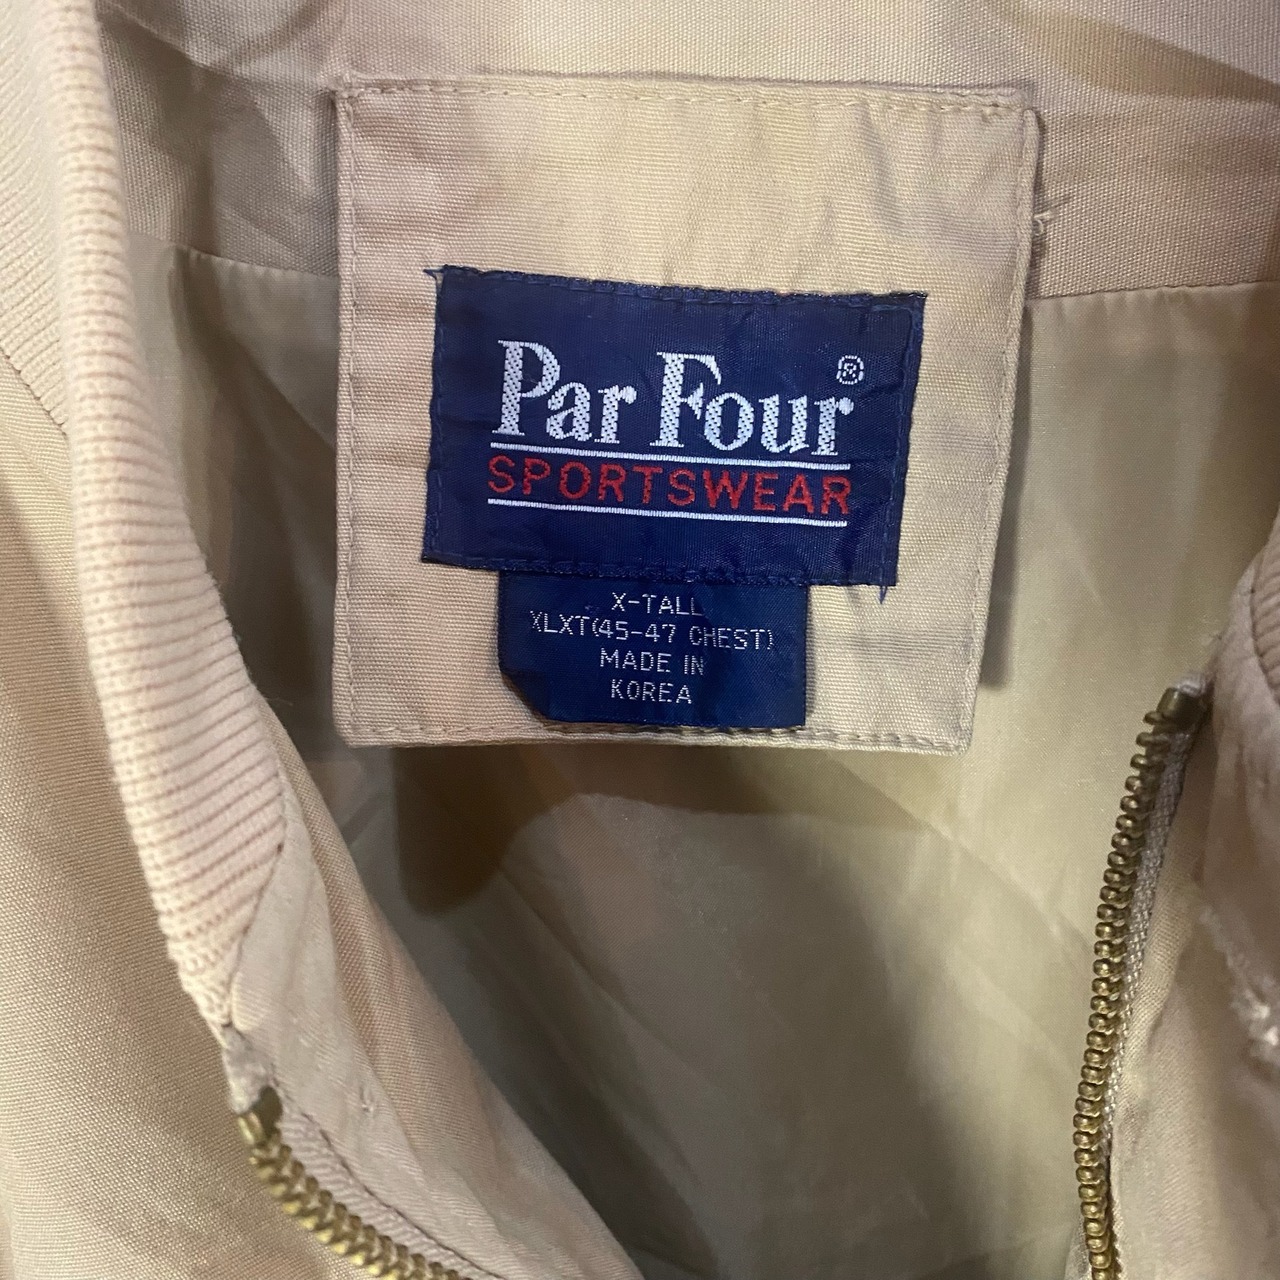 Par Four®
SPORTSWEAR
X-TALL
XLXT(45-47 CHEST)
MADE IN
KOREA